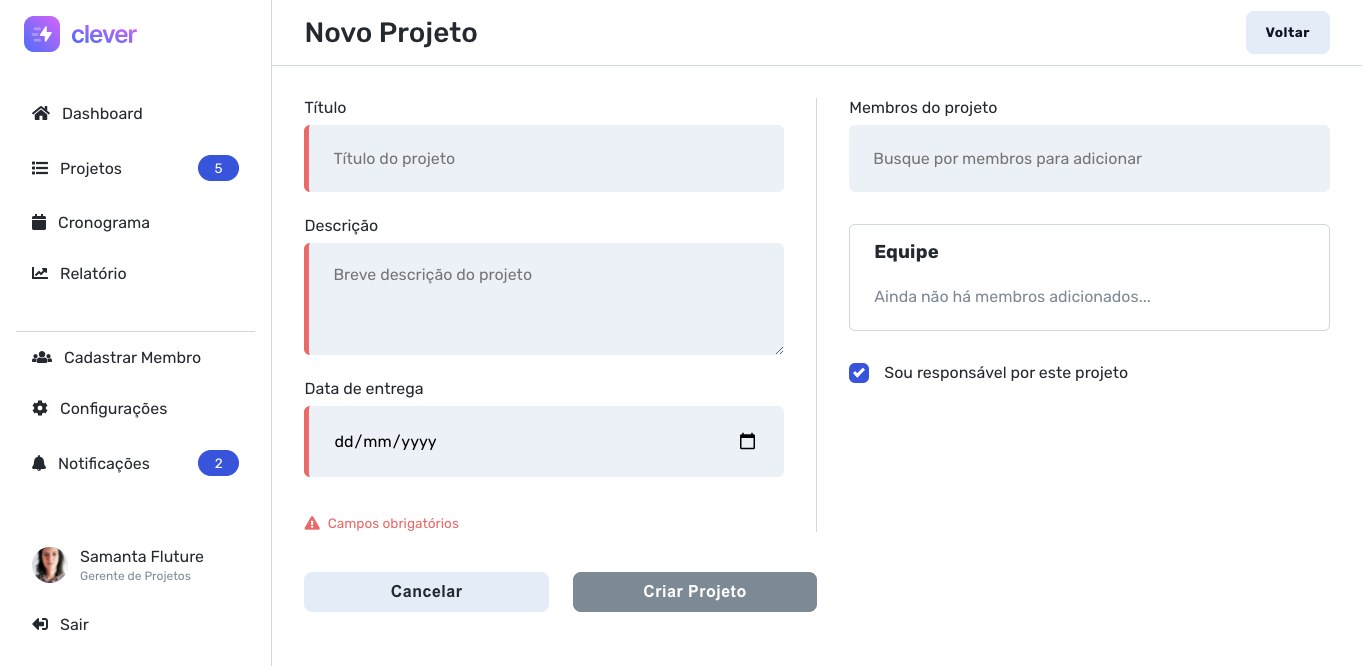 clever
Dashboard
Projetos 5
Cronograma
Relatório
Cadastrar Membro
Configurações
Notificações 2
Samanta Fluture
Gerente de Projetos
Sair
Novo Projeto
Voltar
Título
Título do projeto
Descrição
Breve descrição do projeto
Data de entrega
dd/mm/yyyy
Campos obrigatórios
Cancelar
Criar Projeto
Membros do projeto
Busque por membros para adicionar
Equipe
Ainda não há membros adicionados...
Sou responsável por este projeto